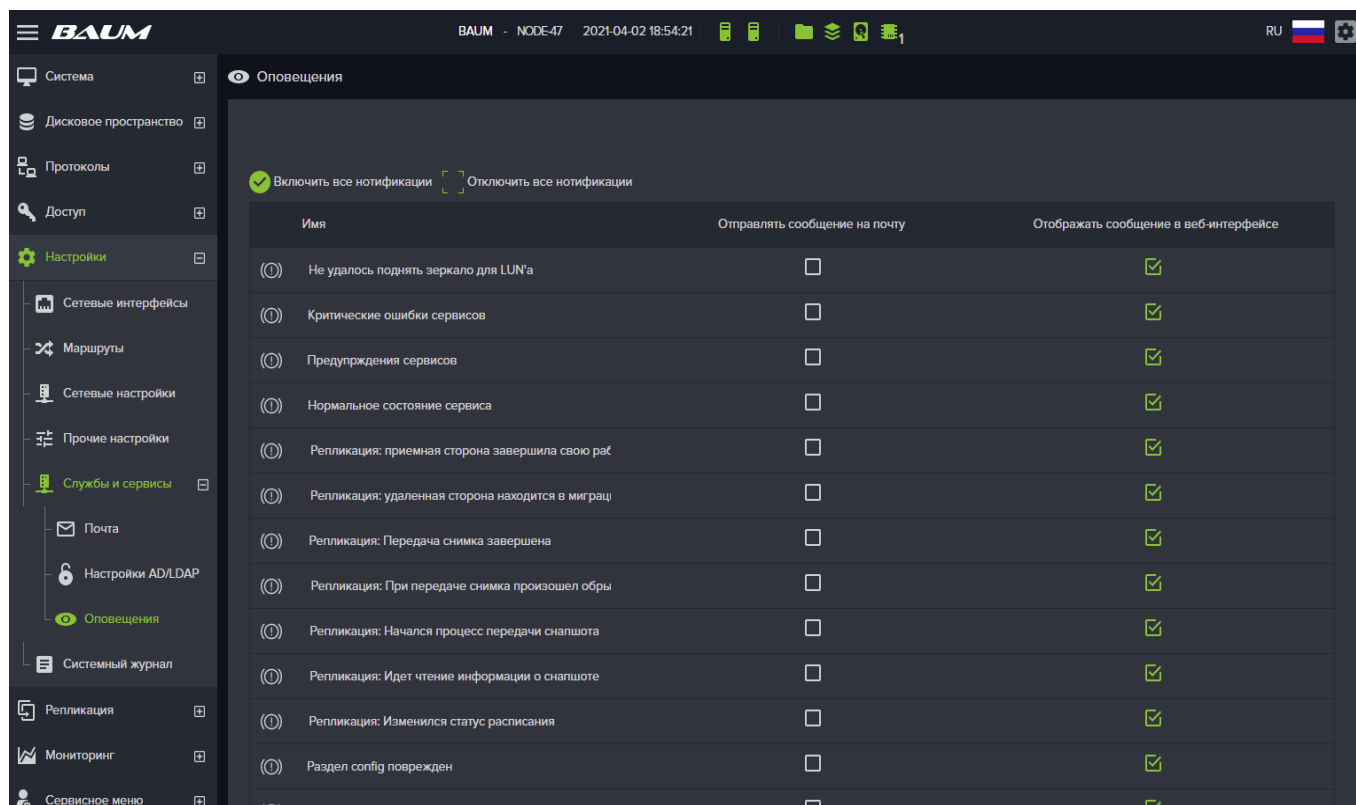 BAUM
BAUM - NODE-47 2021-04-02 18:54:21
1
RU
Система
Дисковое пространство
Протоколы
Доступ
Настройки
Сетевые интерфейсы
Маршруты
Сетевые настройки
Прочие настройки
Службы и сервисы
Почта
Настройки AD/LDAP
Оповещения
Системный журнал
Репликация
Мониторинг
Сервисное меню
Оповещения
Включить все нотификации Отключить все нотификации
Имя Отправлять сообщение на почту Отображать сообщение в веб-интерфейсе
Не удалось поднять зеркало для LUN'а
Критические ошибки сервисов
Предупрждения сервисов
Нормальное состояние сервиса
Репликация: приемная сторона завершила свою раб
Репликация: удаленная сторона находится в миграц
Репликация: Передача снимка завершена
Репликация: При передаче снимка произошел обры
Репликация: Начался процесс передачи снапшота
Репликация: Идет чтение информации о снапшоте
Репликация: Изменился статус расписания
Раздел config поврежден